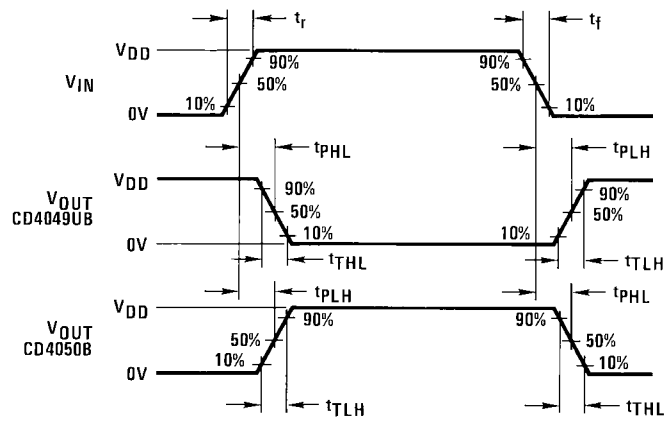 tr
tf
VDD
90%
90%
VIN
50%
50%
10%
10%
0V
tPHL
tPLH
VDD
VOUT
CD4049UB
90%
90%
50%
50%
10%
10%
0V
tTHL
tTLH
tPLH
tPHL
VDD
VOUT
CD4050B
90%
90%
50%
50%
10%
10%
0V
tTLH
tTHL